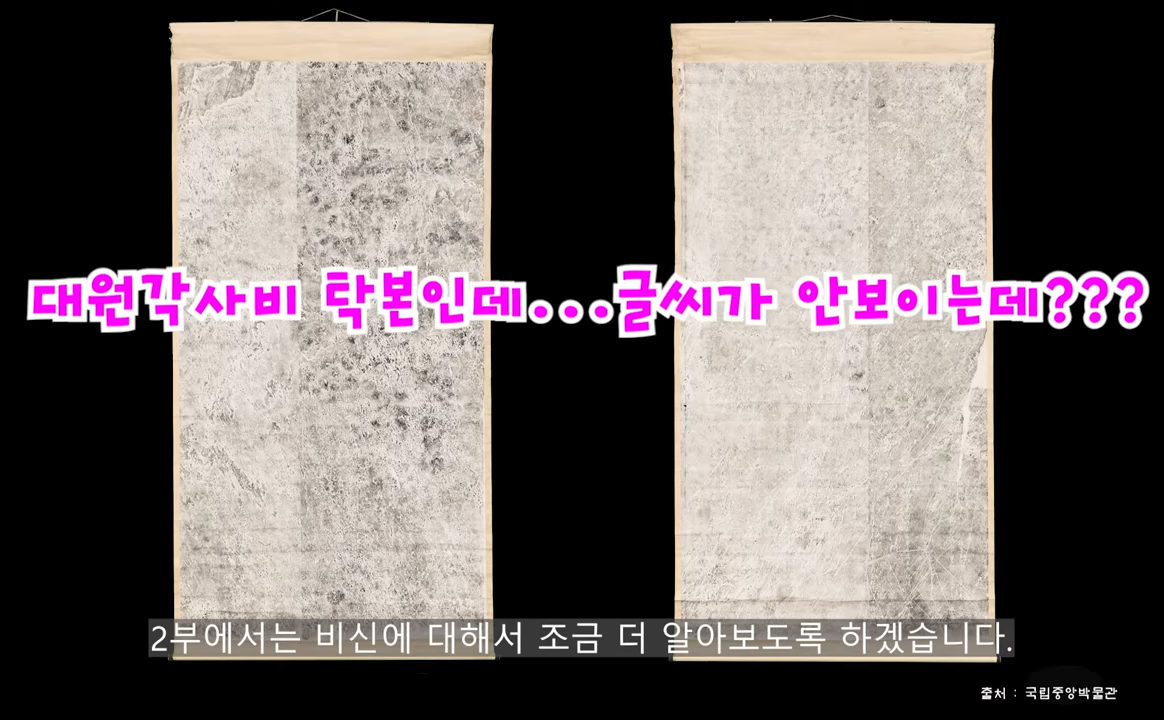 대원각사비 탁본인데...글씨가 안보이는데???
2부에서는 비신에 대해서 조금 더 알아보도록 하겠습니다.
출처 : 국립중앙박물관